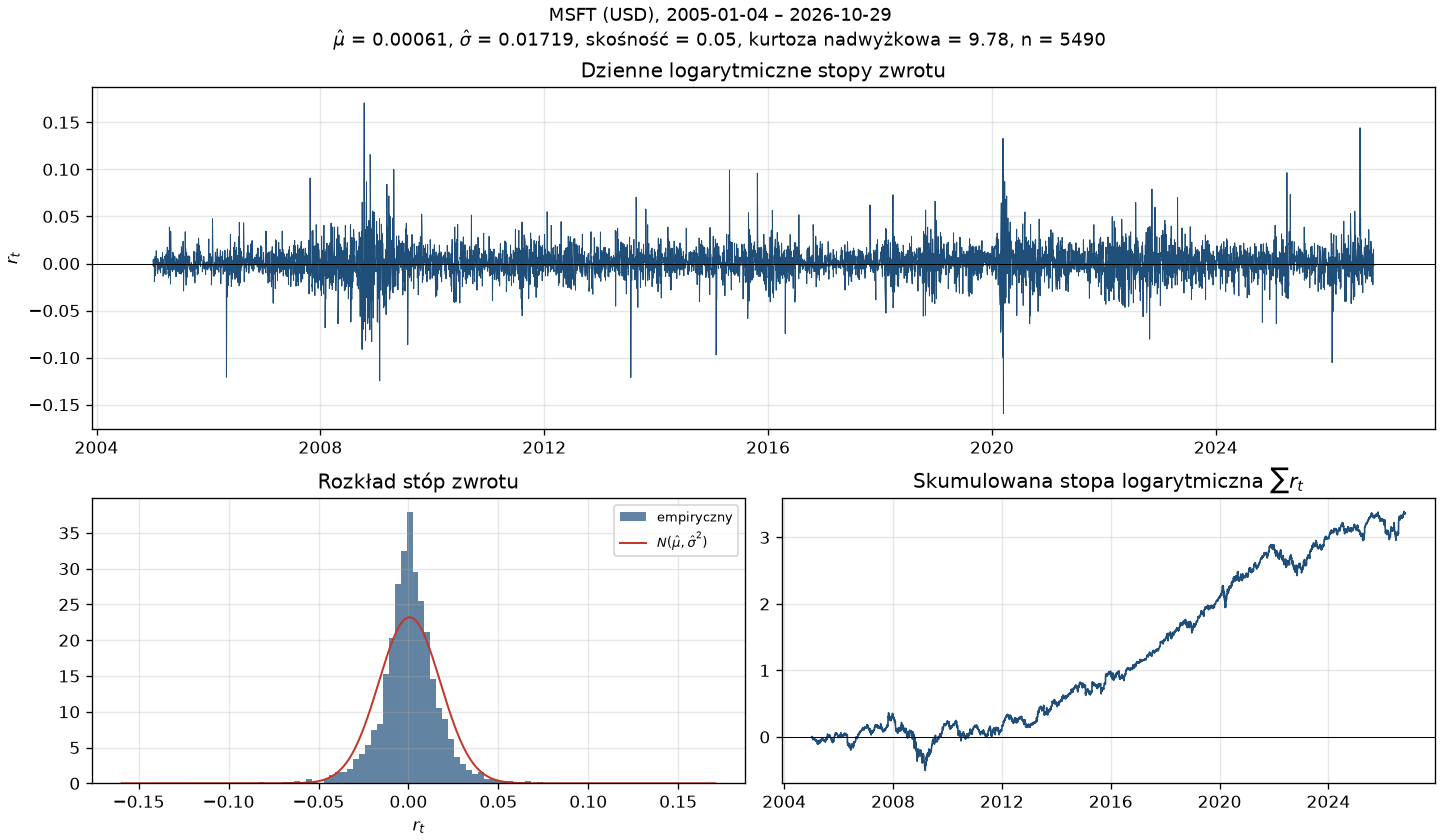 MSFT (USD), 2005-01-04 – 2026-10-29
μ̂ = 0.00061, σ̂ = 0.01719, skośność = 0.05, kurtoza nadwyżkowa = 9.78, n = 5490
Dzienne logarytmiczne stopy zwrotu
0.15
0.10
0.05
0.00
−0.05
−0.10
−0.15
r_t
2004 2008 2012 2016 2020 2024
Rozkład stóp zwrotu
empiryczny
N(μ̂, σ̂²)
35
30
25
20
15
10
5
0
−0.15 −0.10 −0.05 0.00 0.05 0.10 0.15
r_t
Skumulowana stopa logarytmiczna ∑r_t
3
2
1
0
2004 2008 2012 2016 2020 2024